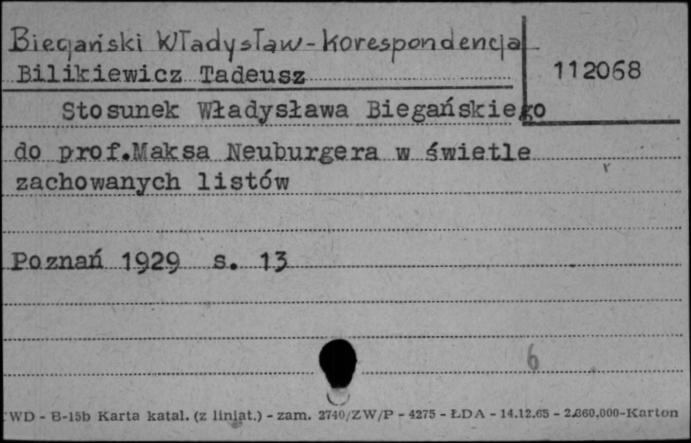 Biegański Władysław - Korespondencja
Bilikiewicz Tadeusz
112068
Stosunek Władysława Biegańskiego
do prof.Maksa Neuburgera w świetle
zachowanych listów
Poznań 1929 s. 13
6
WD - B-15b Karta katal. (z liniat.) - zam. 2740/ZW/P - 4275 - ŁDA - 14.12.65 - 2.860.000-Karton